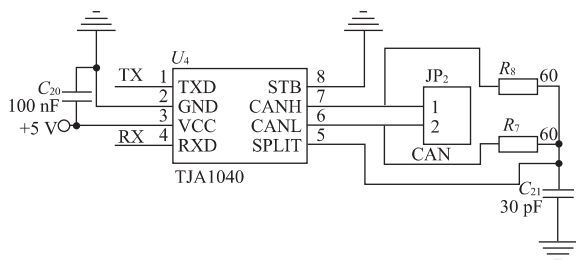 U4
C20
100 nF
+5 V
TX
RX
1
2
3
4
TXD
GND
VCC
RXD
STB
CANH
CANL
SPLIT
8
7
6
5
TJA1040
JP2
1
2
CAN
R8
60
R7
60
C21
30 pF